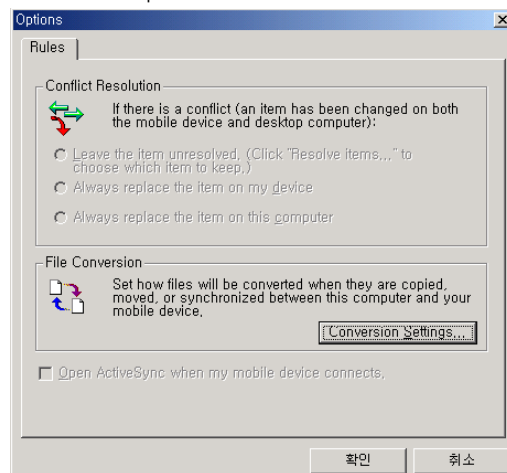 Options
Rules
Conflict Resolution
If there is a conflict (an item has been changed on both
the mobile device and desktop computer):
Leave the item unresolved, (Click "Resolve items,,," to
choose which item to keep,)
Always replace the item on my device
Always replace the item on this computer
File Conversion
Set how files will be converted when they are copied,
moved, or synchronized between this computer and your
mobile device,
Conversion Settings,,,
Open ActiveSync when my mobile device connects,
확인
취소